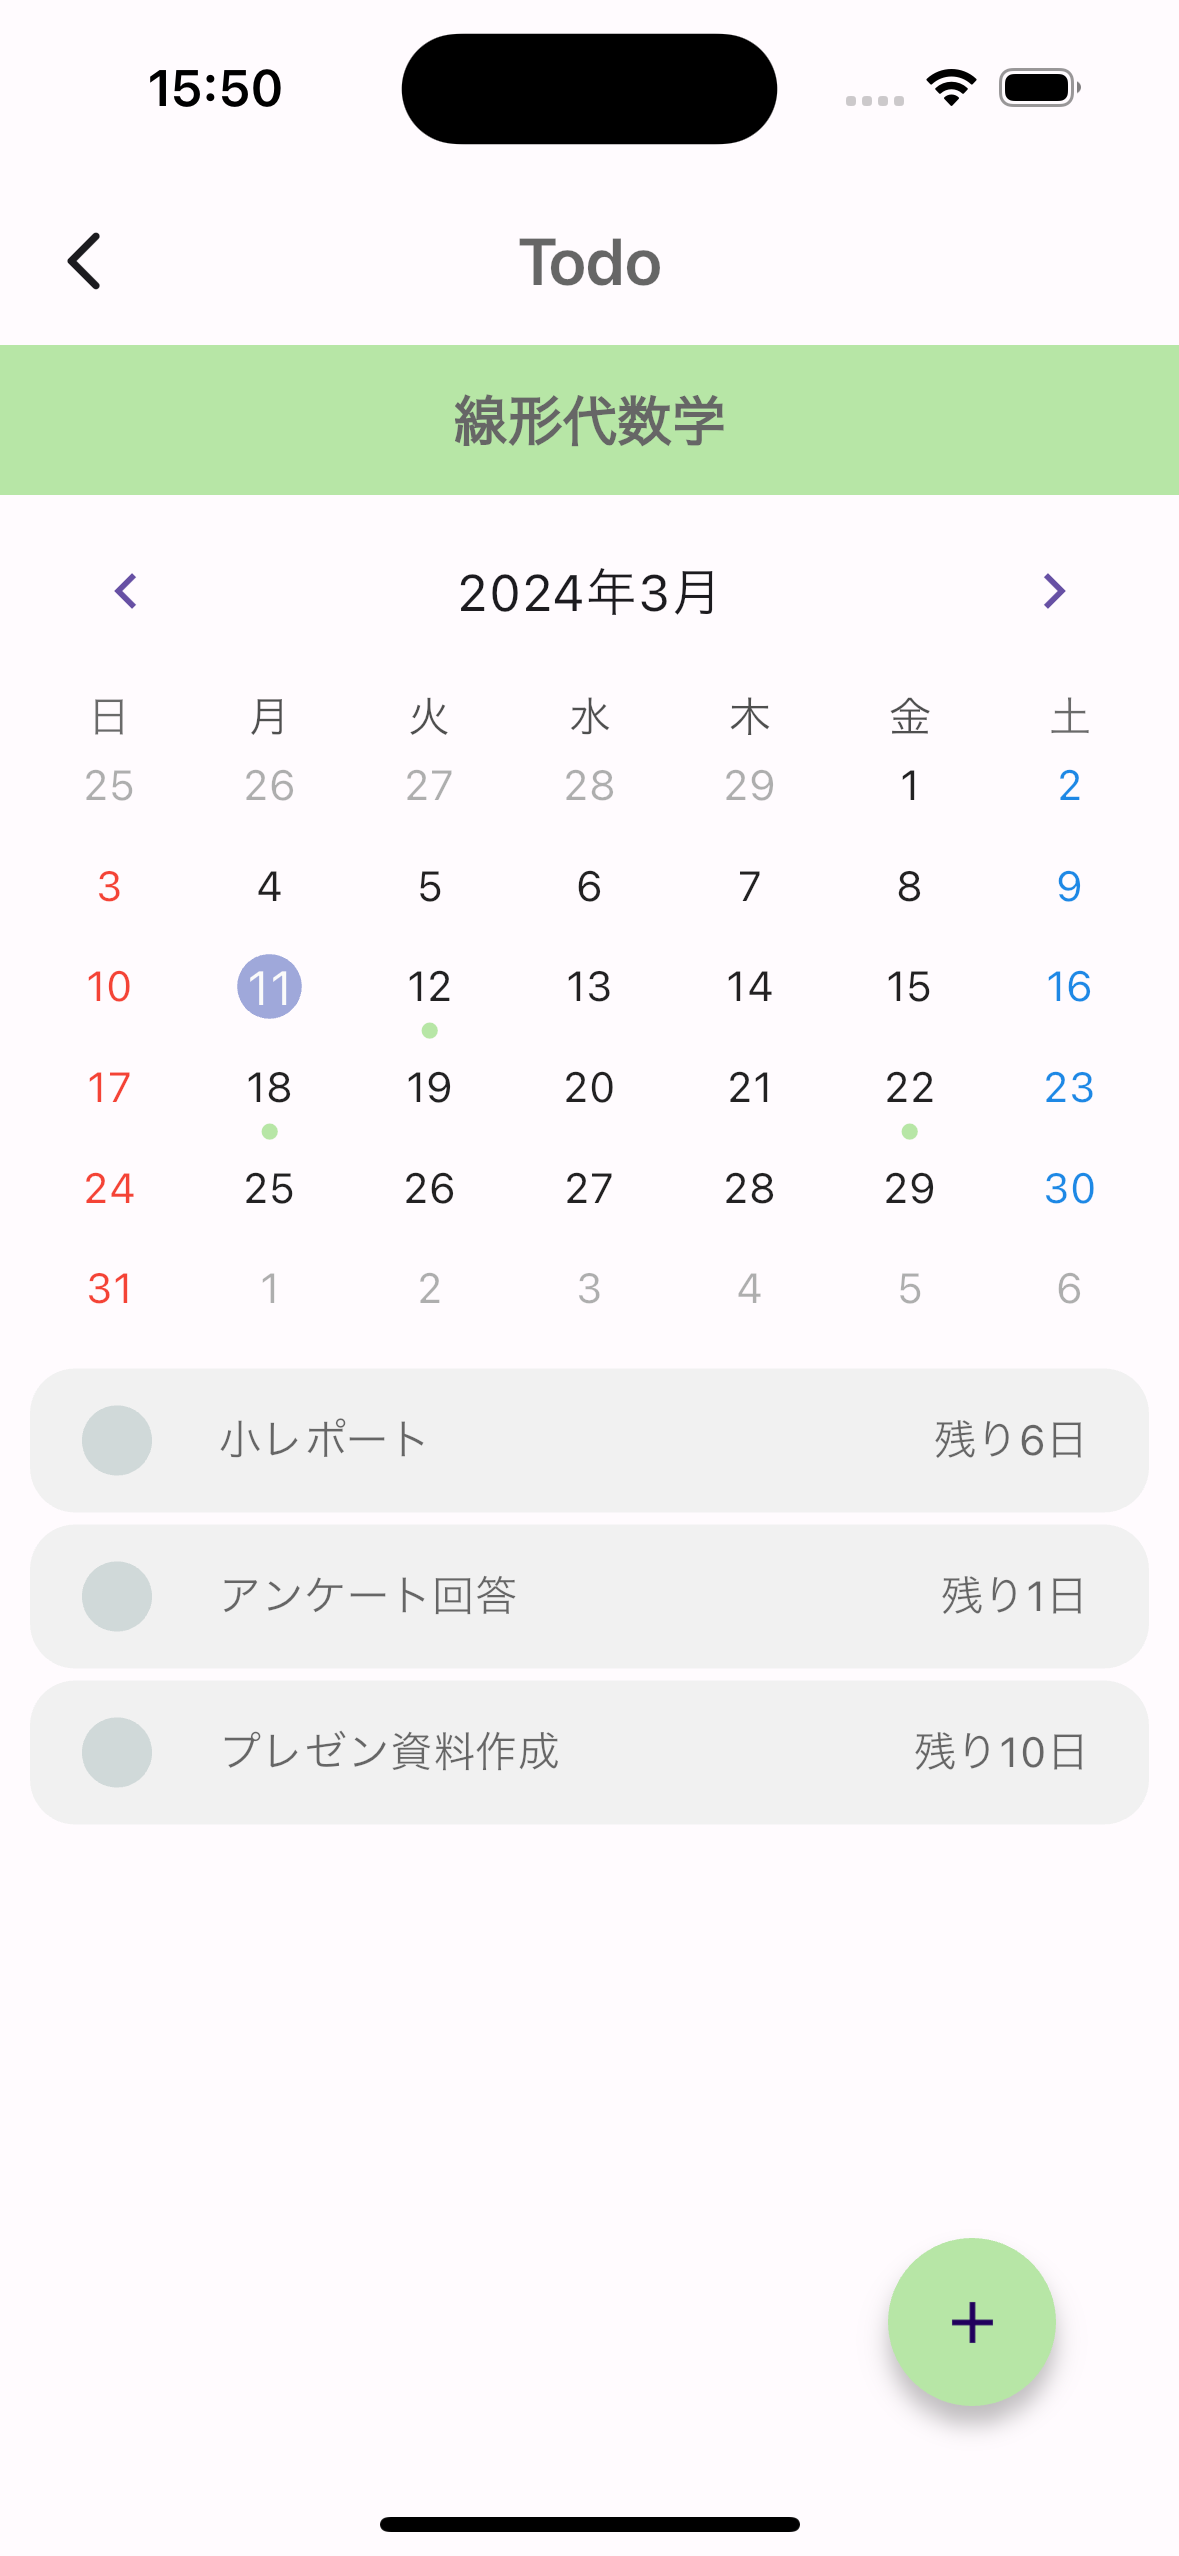 15:50
Todo
線形代数学
2024年3月
日 月 火 水 木 金 土
25 26 27 28 29 1 2
3 4 5 6 7 8 9
10 11 12 13 14 15 16
17 18 19 20 21 22 23
24 25 26 27 28 29 30
31 1 2 3 4 5 6
小レポート 残り6日
アンケート回答 残り1日
プレゼン資料作成 残り10日
+